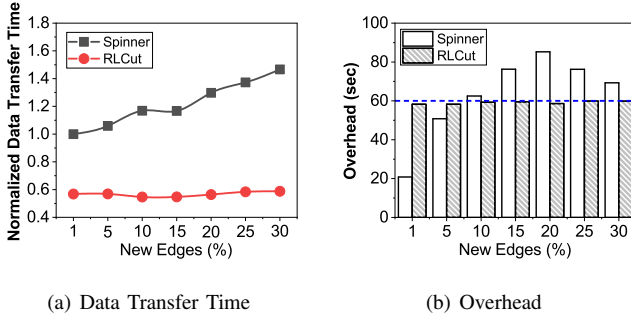 Normalized Data Transfer Time
1.8
1.6
1.4
1.2
1.0
0.8
0.6
0.4
Spinner
RLCut
1 5 10 15 20 25 30
New Edges (%)
(a) Data Transfer Time
Overhead (sec)
100
80
60
40
20
0
Spinner
RLCut
1 5 10 15 20 25 30
New Edges (%)
(b) Overhead